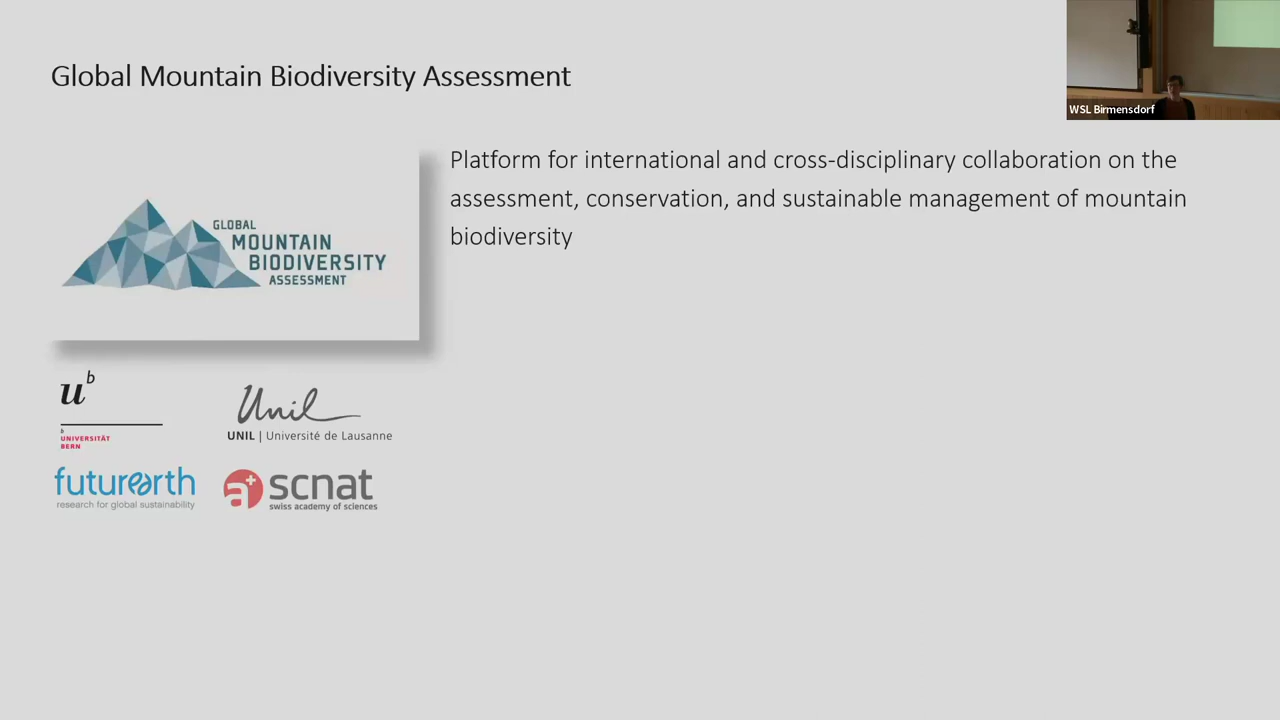 Global Mountain Biodiversity Assessment
WSL Birmensdorf
Platform for international and cross-disciplinary collaboration on the
assessment, conservation, and sustainable management of mountain
biodiversity
GLOBAL
MOUNTAIN
BIODIVERSITY
ASSESSMENT
u b
b
UNIVERSITÄT
BERN
Unil
UNIL | Université de Lausanne
futurearth
research for global sustainability
a+ scnat
swiss academy of sciences